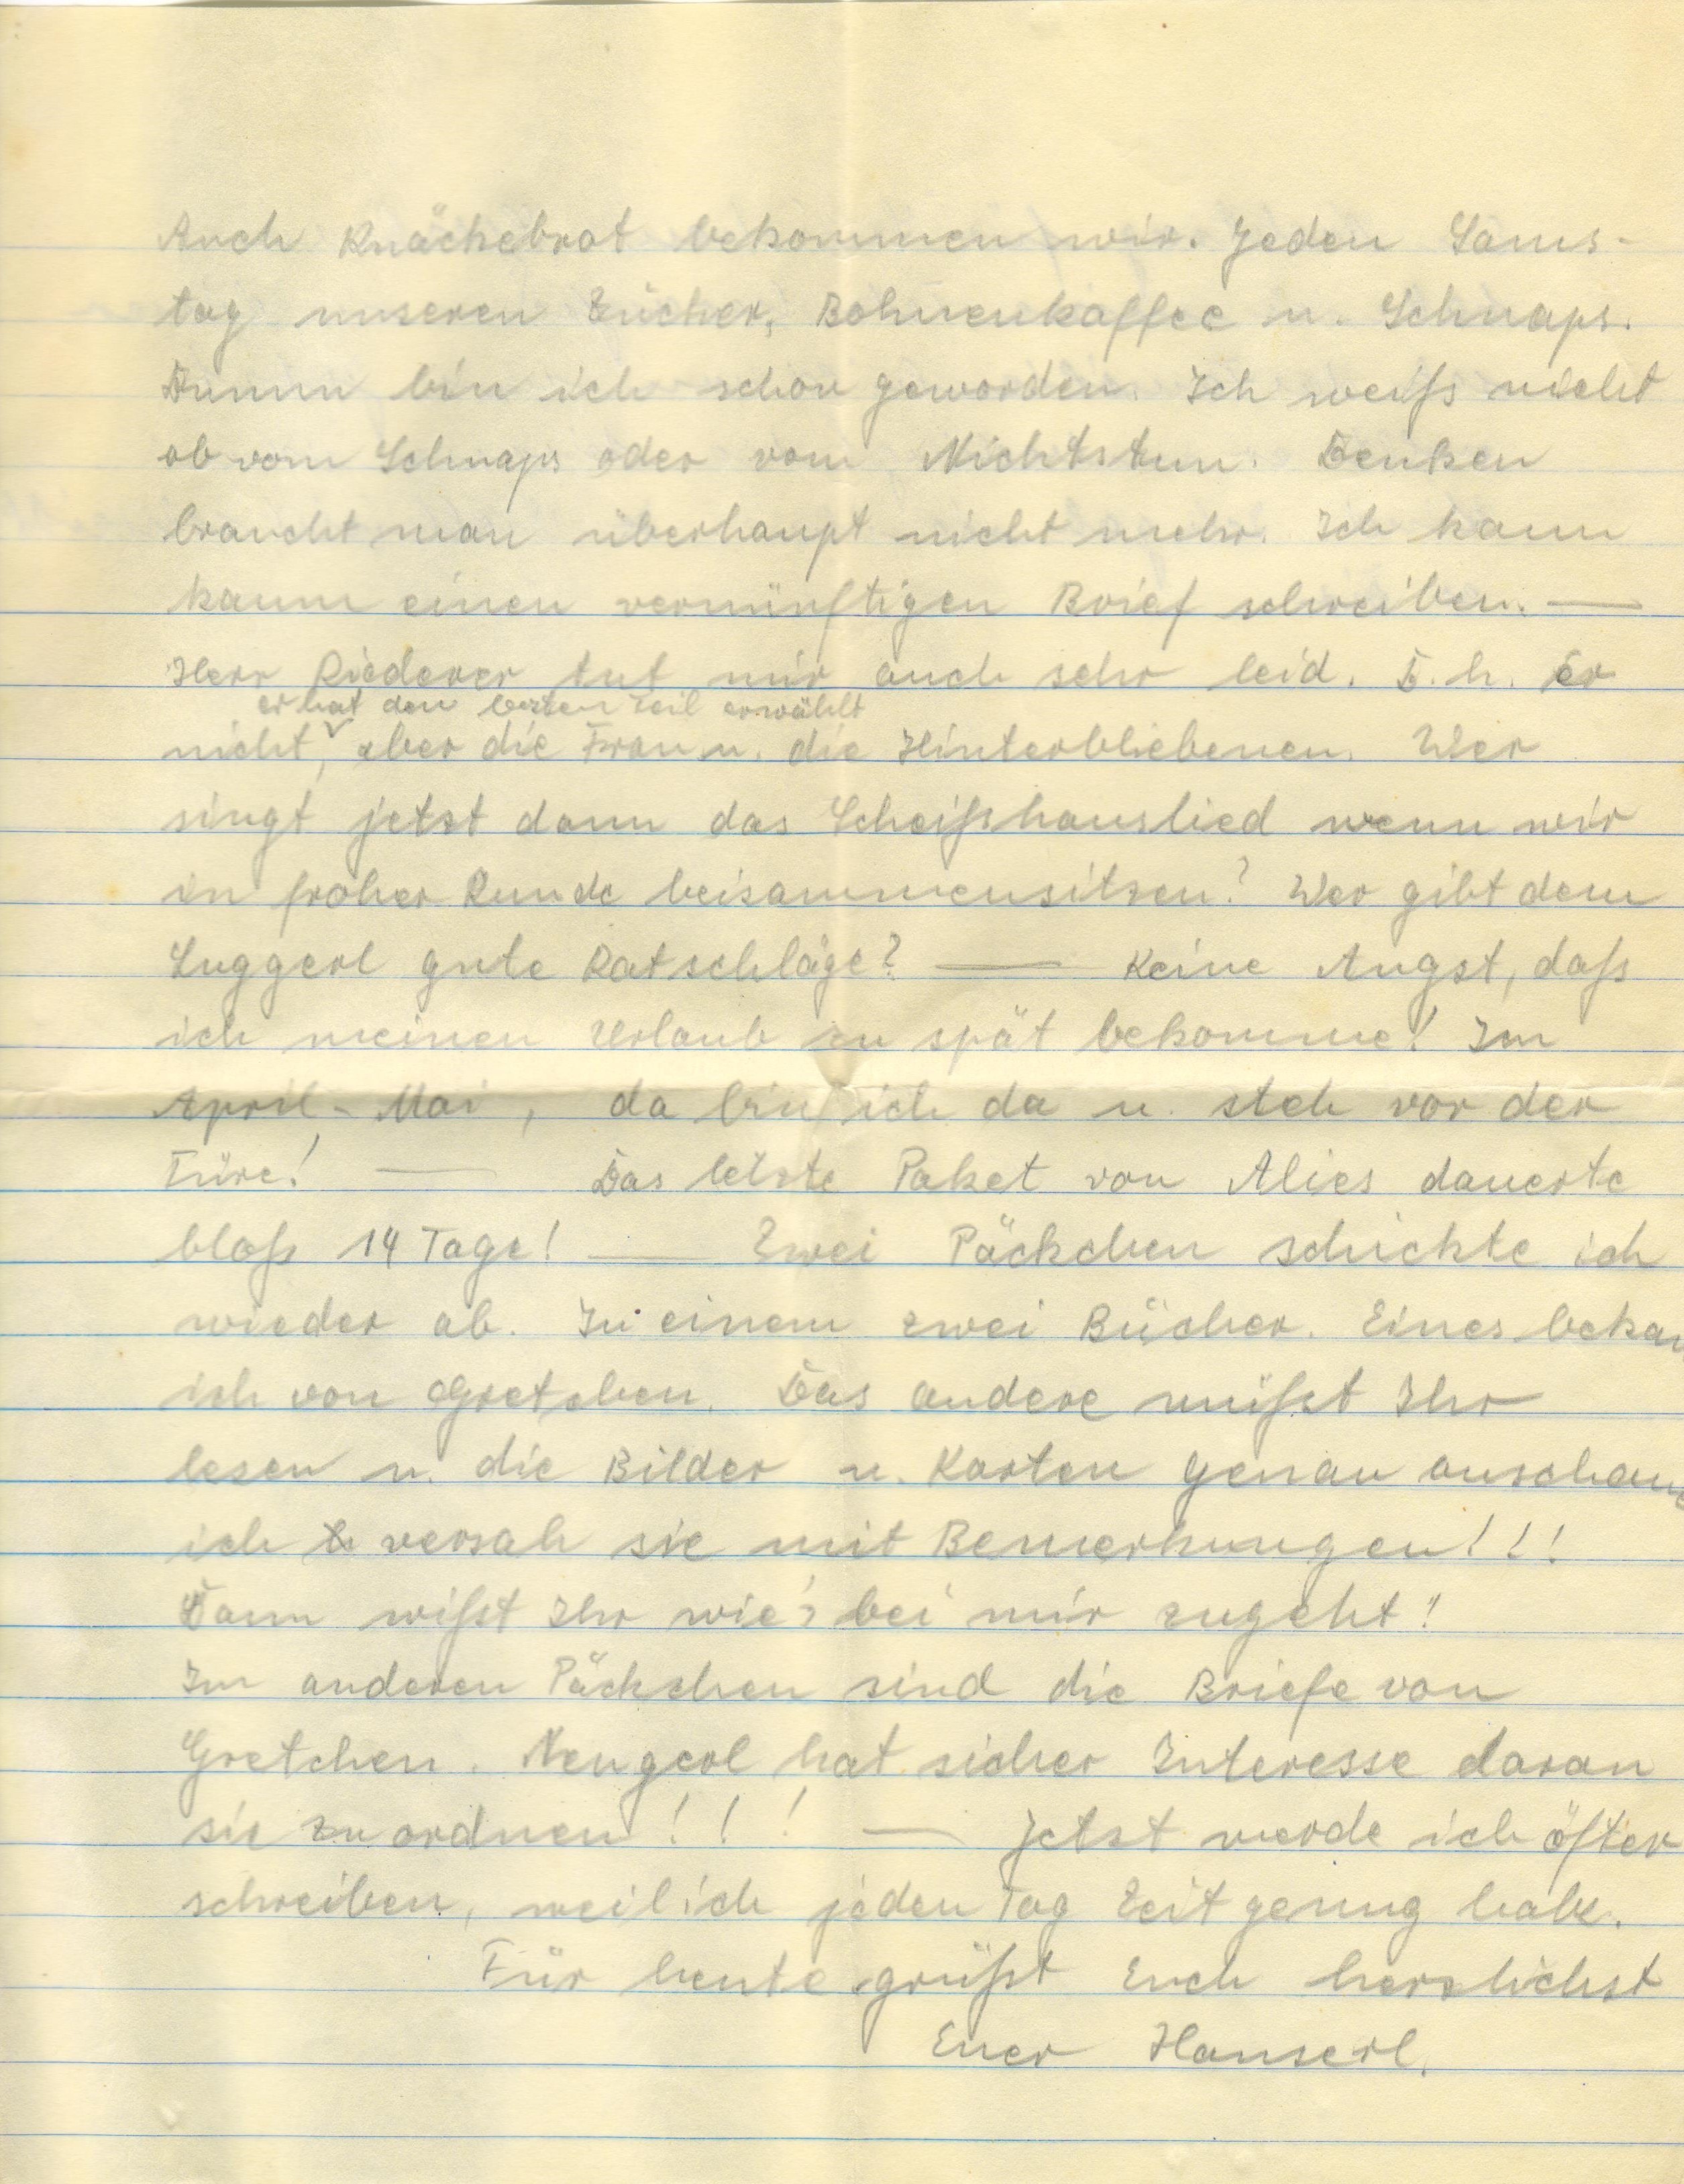 Auch Knäckebrot bekommen wir. Jeden Sams-
tag unseren Zucker, Bohnenkaffee u. Schnaps.
Dumm bin ich schon geworden. Ich weiß nicht
ob vom Schnaps oder vom Nichtstun. Denken
braucht man überhaupt nicht mehr. Ich kann
kaum einen vernünftigen Brief schreiben. —
Herr Riederer tut mir auch sehr leid. D.h. Er
er hat den besten Teil erwählt
nicht, aber die Frau u. die Hinterbliebenen. Wer
singt jetzt dann das Scheißhauslied wenn wir
in froher Runde beisammensitzen? Wer gibt dem
Luggerl gute Ratschläge? — Keine Angst, daß
ich meinen Urlaub zu spät bekomme! Im
April - Mai, da bin ich da u. steh vor der
Türe! — Das letzte Paket von Alies dauerte
bloß 14 Tage! — Zwei Päckchen schickte ich
wieder ab. In einem zwei Bücher. Eines bekam
ich von Gretchen. Das andere müßt Ihr
lesen u. die Bilder u. Karten genau anschauen
ich versah sie mit Bemerkungen!!!
Dann wißt Ihr wie's bei mir zugeht!
Im anderen Päckchen sind die Briefe von
Gretchen. Neugerl hat sicher Interesse daran
sie zu ordnen!!! — Jetzt werde ich öfter
schreiben, weil ich jeden Tag Zeit genug habe.
Für heute grüßt Euch herzlichst
Euer Hanserl.